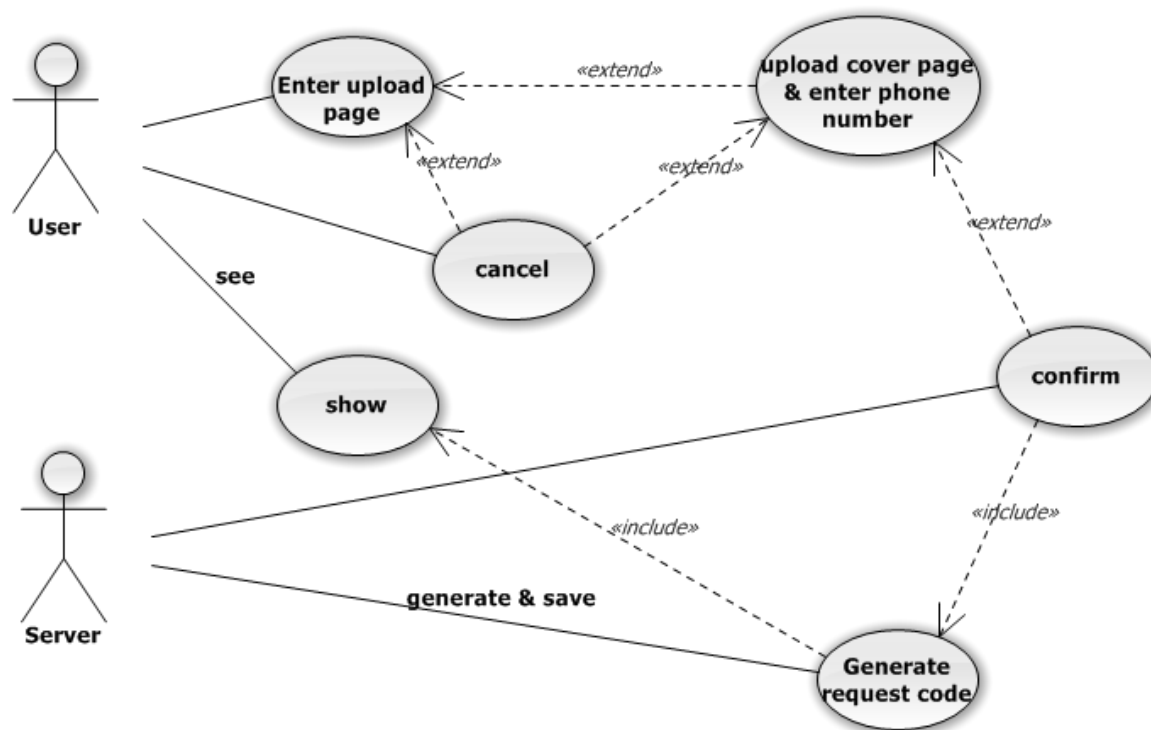 Enter upload
page
«extend»
upload cover page
& enter phone
number
«extend»
«extend»
User
cancel
«extend»
see
show
confirm
«include»
«include»
generate & save
Server
Generate
request code